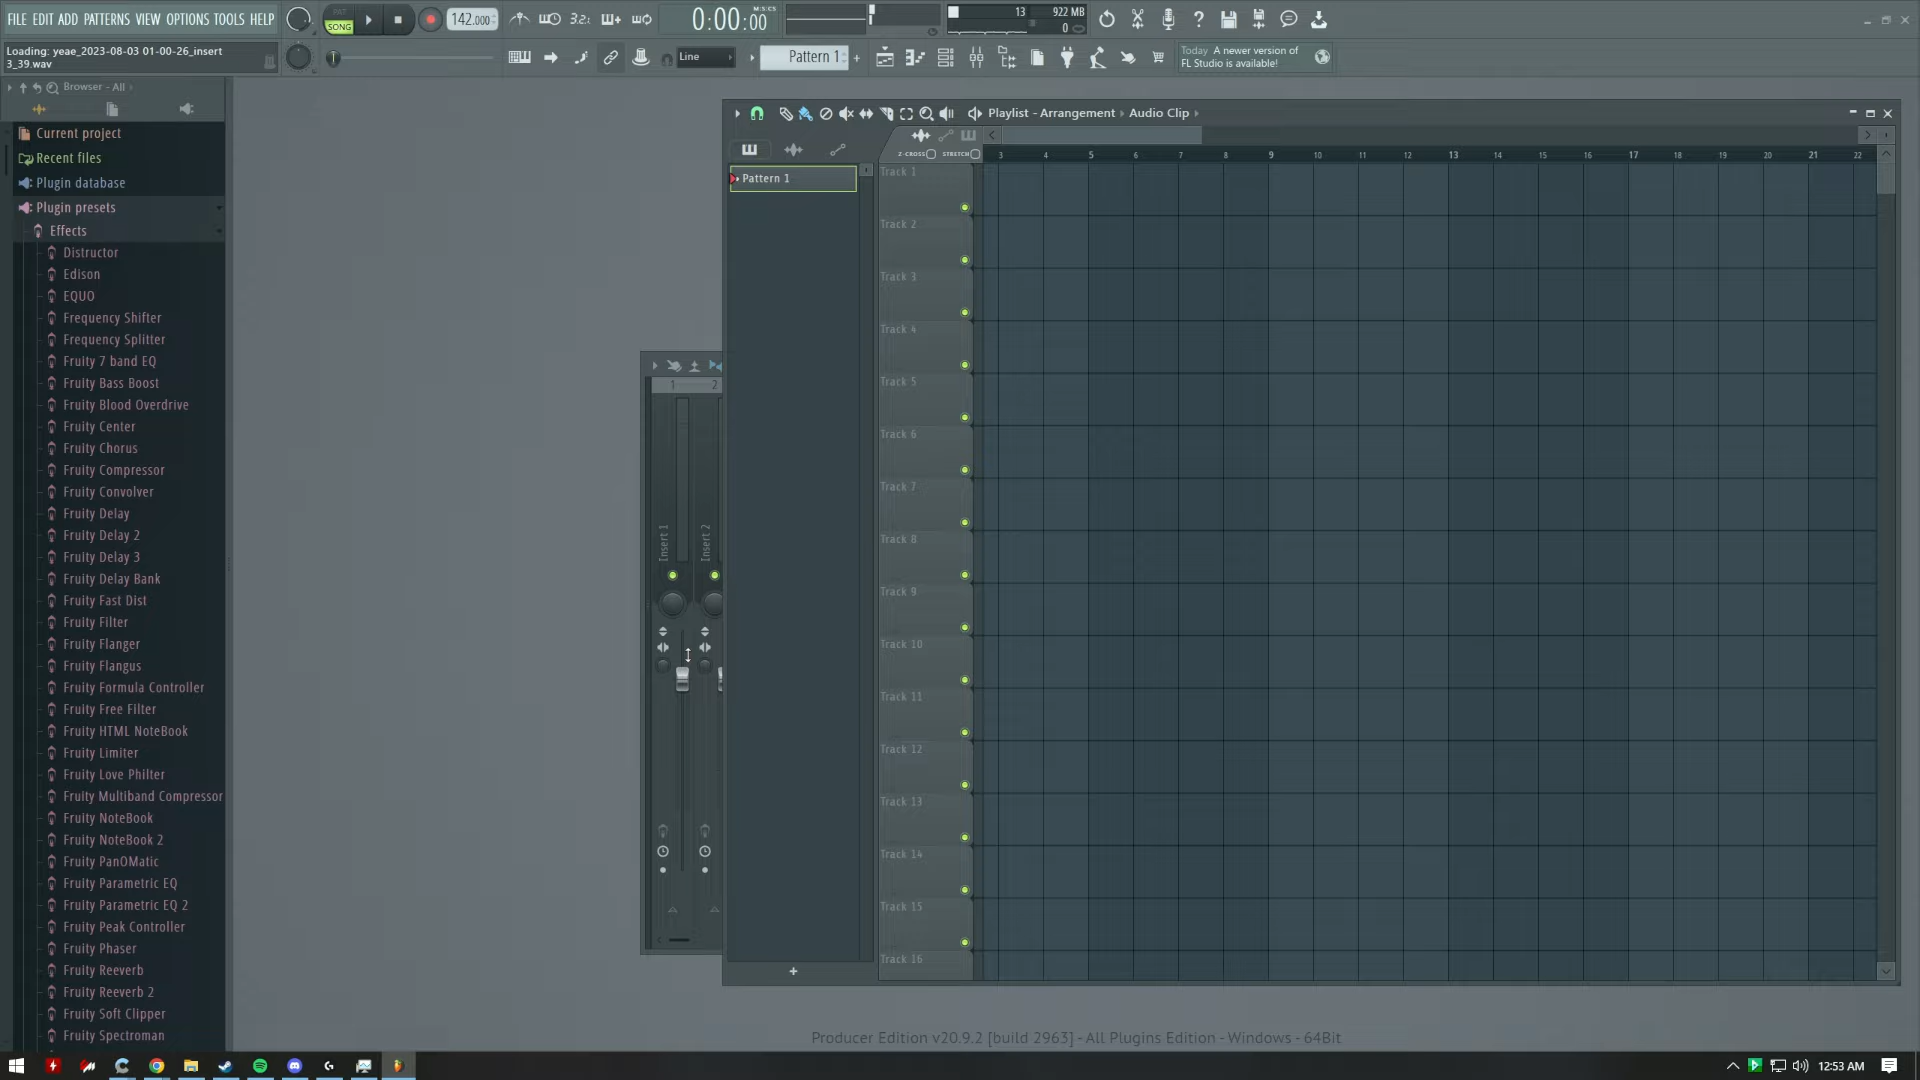 FILE EDIT ADD PATTERNS VIEW OPTIONS TOOLS HELP
PAT
SONG
142.000
32ı
0:00:00
M:S:CS
13
922 MB
0
Loading: yeae_2023-08-03 01-00-26_insert
3_39.wav
Line
Pattern 1
+
Today A newer version of
FL Studio is available!
Browser - All
Current project
Recent files
Plugin database
Plugin presets
Effects
Distructor
Edison
EQUO
Frequency Shifter
Frequency Splitter
Fruity 7 band EQ
Fruity Bass Boost
Fruity Blood Overdrive
Fruity Center
Fruity Chorus
Fruity Compressor
Fruity Convolver
Fruity Delay
Fruity Delay 2
Fruity Delay 3
Fruity Delay Bank
Fruity Fast Dist
Fruity Filter
Fruity Flanger
Fruity Flangus
Fruity Formula Controller
Fruity Free Filter
Fruity HTML NoteBook
Fruity Limiter
Fruity Love Philter
Fruity Multiband Compressor
Fruity NoteBook
Fruity NoteBook 2
Fruity PanOMatic
Fruity Parametric EQ
Fruity Parametric EQ 2
Fruity Peak Controller
Fruity Phaser
Fruity Reeverb
Fruity Reeverb 2
Fruity Soft Clipper
Fruity Spectroman
1 2
Insert 1
Insert 2
Playlist - Arrangement Audio Clip
Z-CROSS STRETCH
3 4 5 6 7 8 9 10 11 12 13 14 15 16 17 18 19 20 21 22
Pattern 1
Track 1
Track 2
Track 3
Track 4
Track 5
Track 6
Track 7
Track 8
Track 9
Track 10
Track 11
Track 12
Track 13
Track 14
Track 15
Track 16
+
Producer Edition v20.9.2 [build 2963] - All Plugins Edition - Windows - 64Bit
12:53 AM